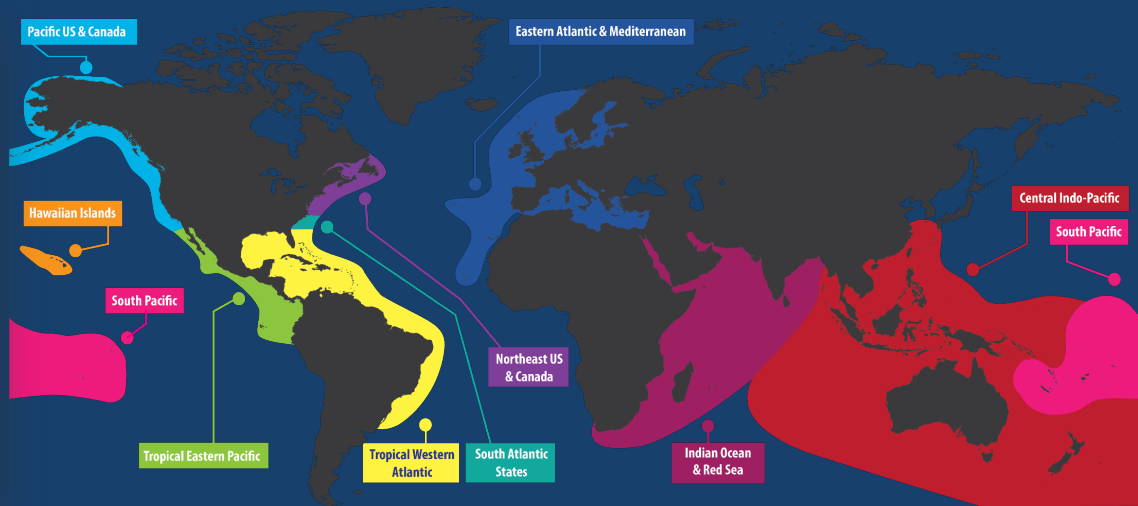 Pacific US & Canada
Eastern Atlantic & Mediterranean
Central Indo-Pacific
Hawaiian Islands
South Pacific
South Pacific
Northeast US
& Canada
Tropical Eastern Pacific
Tropical Western
Atlantic
South Atlantic
States
Indian Ocean
& Red Sea